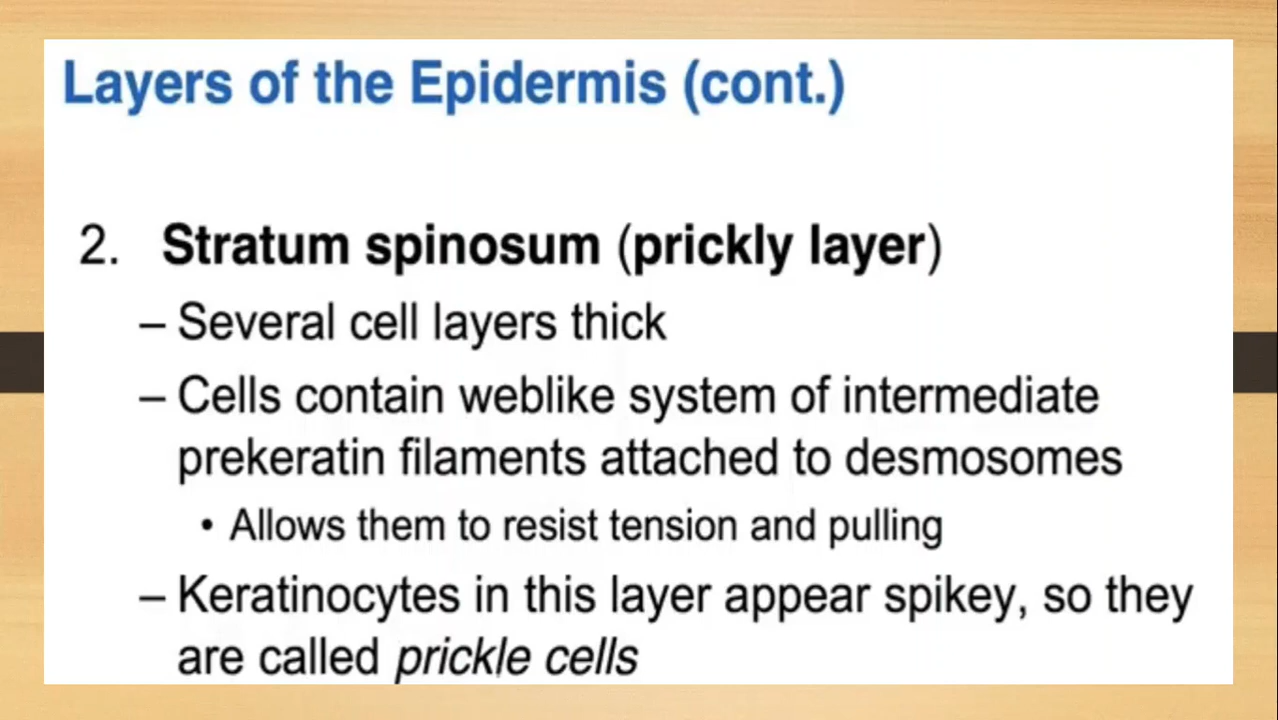 Layers of the Epidermis (cont.)
2. Stratum spinosum (prickly layer)
– Several cell layers thick
– Cells contain weblike system of intermediate
prekeratin filaments attached to desmosomes
• Allows them to resist tension and pulling
– Keratinocytes in this layer appear spikey, so they
are called prickle cells